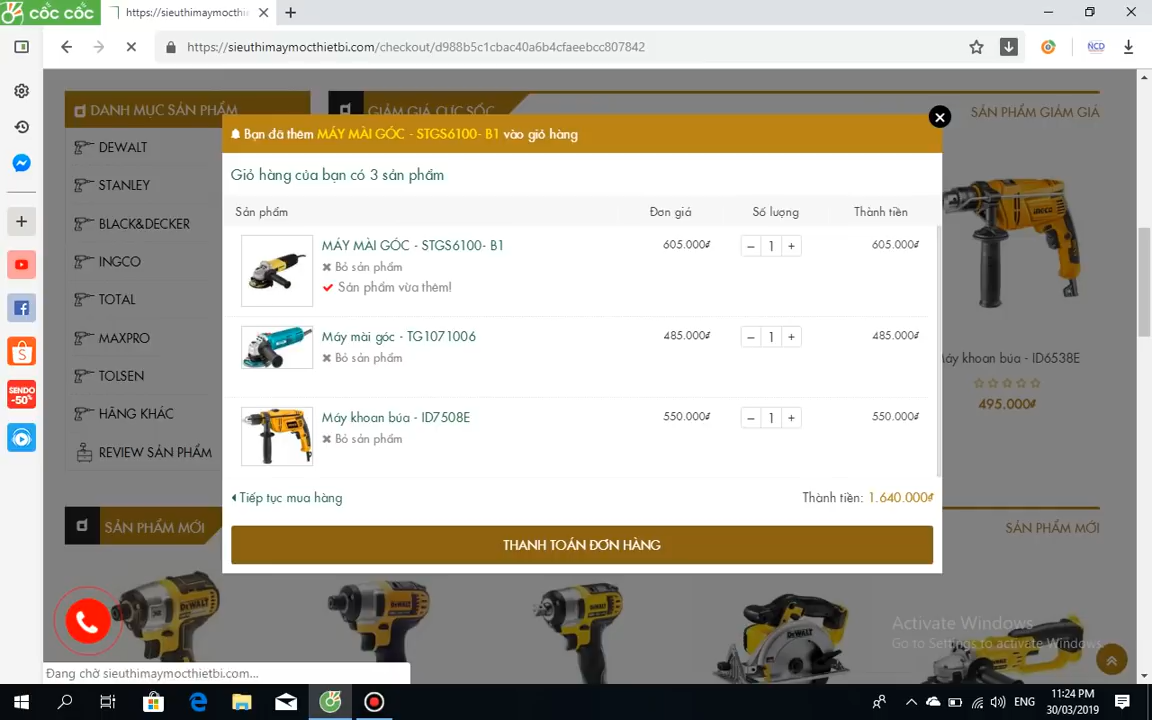 cốc cốc
https://sieuthimaymocthiết
https://sieuthimaymocthietbi.com/checkout/d988b5c1cbac40a6b4cfaeebcc807842
NCD
DANH MỤC SẢN PHẨM
GIẢM GIÁ CỰC SỐC
SẢN PHẨM GIẢM GIÁ
Bạn đã thêm MÁY MÀI GÓC - STGS6100- B1 vào giỏ hàng
Giỏ hàng của bạn có 3 sản phẩm
Sản phẩm Đơn giá Số lượng Thành tiền
MÁY MÀI GÓC - STGS6100- B1 605.000₫ – 1 + 605.000₫
Bỏ sản phẩm
Sản phẩm vừa thêm!
Máy mài góc - TG1071006 485.000₫ – 1 + 485.000₫
Bỏ sản phẩm
Máy khoan búa - ID7508E 550.000₫ – 1 + 550.000₫
Bỏ sản phẩm
Tiếp tục mua hàng Thành tiền: 1.640.000₫
THANH TOÁN ĐƠN HÀNG
DEWALT
STANLEY
BLACK&DECKER
INGCO
TOTAL
MAXPRO
TOLSEN
HÃNG KHÁC
REVIEW SẢN PHẨM
máy khoan búa - ID6538E
495.000₫
SENDO
-50%
SẢN PHẨM MỚI
SẢN PHẨM MỚI
Activate Windows
Go to Settings to activate Windows.
Đang chờ sieuthimaymocthietbi.com...
ENG
11:24 PM
30/03/2019